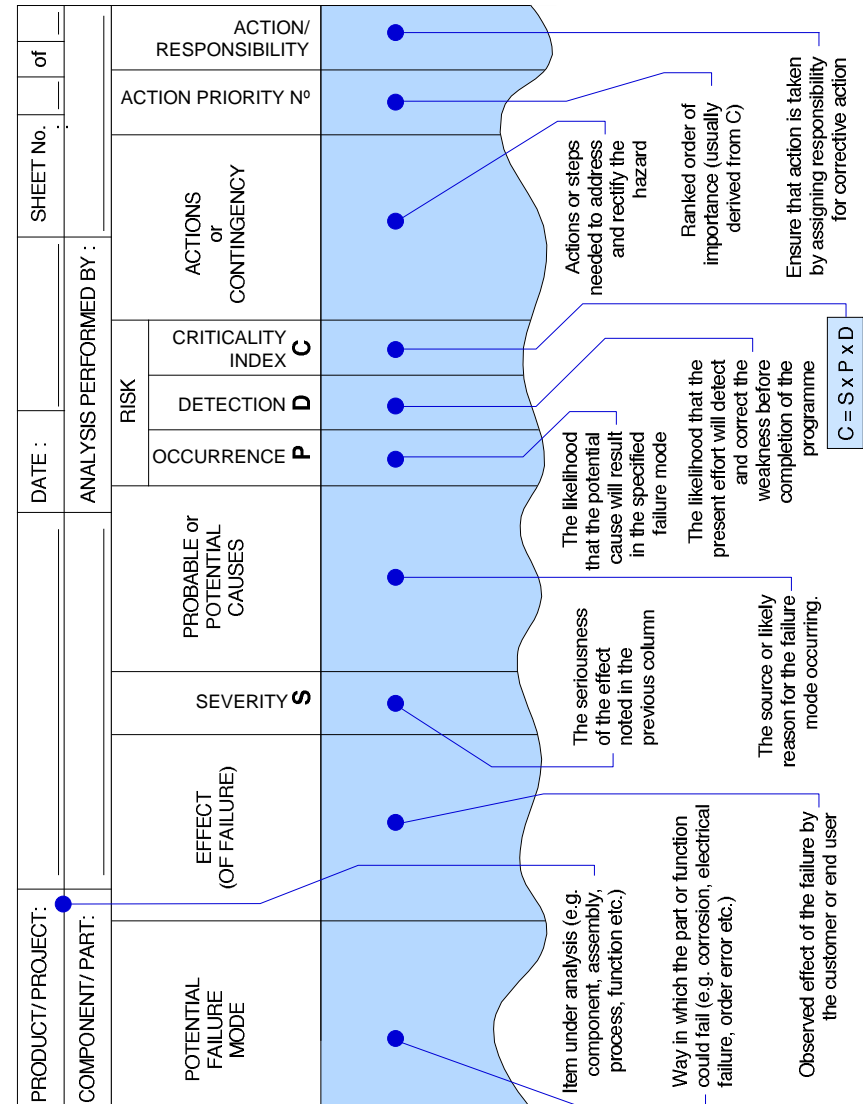 PRODUCT/PROJECT:
DATE :
SHEET No. :
of
COMPONENT/PART:
ANALYSIS PERFORMED BY :
POTENTIAL
FAILURE
MODE
EFFECT
(OF FAILURE)
SEVERITY S
PROBABLE or
POTENTIAL
CAUSES
RISK
OCCURRENCE P
DETECTION D
CRITICALITY
INDEX C
ACTIONS
or
CONTINGENCY
ACTION PRIORITY Nº
ACTION/
RESPONSIBILITY
Item under analysis (e.g.
component, assembly,
process, function etc.)
Way in which the part or function
could fail (e.g. corrosion, electrical
failure, order error etc.)
Observed effect of the failure by
the customer or end user
The seriousness
of the effect
noted in the
previous column
The source or likely
reason for the failure
mode occurring.
The likelihood
that the potential
cause will result
in the specified
failure mode
The likelihood that the
present effort will detect
and correct the
weakness before
completion of the
programme
C = S x P x D
Actions or steps
needed to address
and rectify the
hazard
Ranked order of
importance (usually
derived from C)
Ensure that action is taken
by assigning responsibility
for corrective action